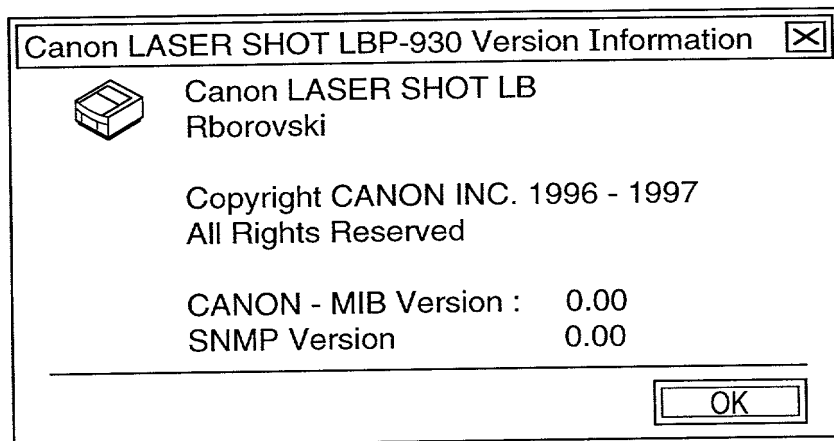 Canon LASER SHOT LBP-930 Version Information
Canon LASER SHOT LB
Rborovski
Copyright CANON INC. 1996 - 1997
All Rights Reserved
CANON - MIB Version : 0.00
SNMP Version 0.00
OK